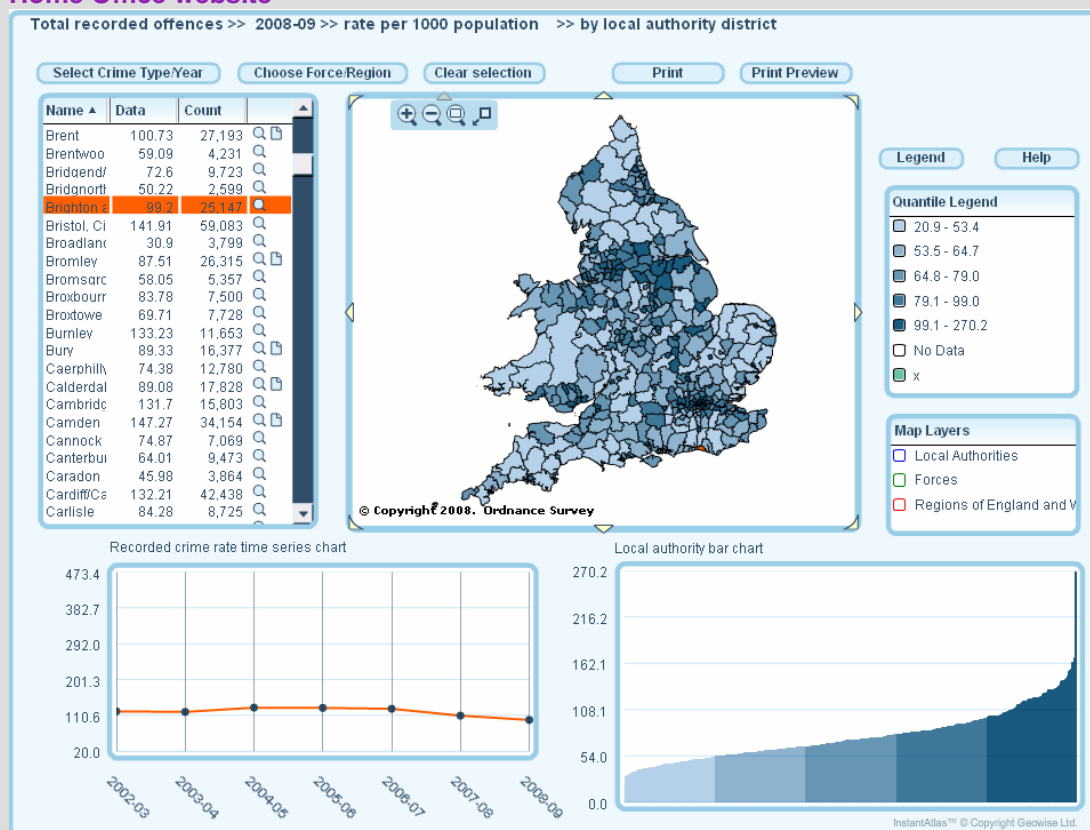 Home Office website
Total recorded offences >> 2008-09 >> rate per 1000 population >> by local authority district
Select Crime Type/Year Choose Force/Region Clear selection Print Print Preview
Name ▲ Data Count
Brent 100.73 27,193
Brentwoo 59.09 4,231
Bridgend/ 72.6 9,723
Bridgnorth 50.22 2,599
Brighton a 99.2 25,147
Bristol, Ci 141.91 59,083
Broadland 30.9 3,799
Bromley 87.51 26,315
Bromsgrc 58.05 5,357
Broxbourr 83.78 7,500
Broxtowe 69.71 7,728
Burnley 133.23 11,653
Bury 89.33 16,377
Caerphilly 74.38 12,780
Calderdal 89.08 17,828
Cambridg 131.7 15,803
Camden 147.27 34,154
Cannock 74.87 7,069
Canterbui 64.01 9,473
Caradon 45.98 3,864
Cardiff/Ca 132.21 42,438
Carlisle 84.28 8,725
© Copyright 2008. Ordnance Survey
Legend Help
Quantile Legend
20.9 - 53.4
53.5 - 64.7
64.8 - 79.0
79.1 - 99.0
99.1 - 270.2
No Data
x
Map Layers
Local Authorities
Forces
Regions of England and W
Recorded crime rate time series chart
473.4
382.7
292.0
201.3
110.6
20.0
2002-03 2003-04 2004-05 2005-06 2006-07 2007-08 2008-09
Local authority bar chart
270.2
216.2
162.1
108.1
54.0
0.0
InstantAtlas™ © Copyright Geowise Ltd.